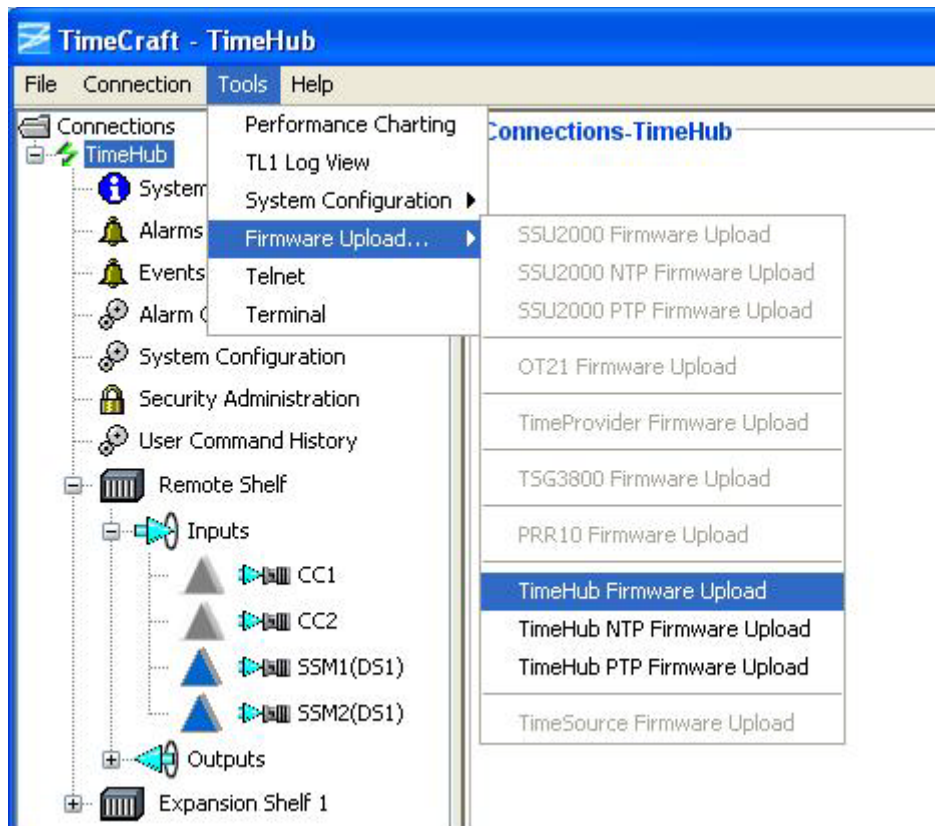 TimeCraft - TimeHub
File Connection Tools Help
Connections
TimeHub
System
Alarms
Events
Alarm
System Configuration
Security Administration
User Command History
Remote Shelf
Inputs
CC1
CC2
SSM1(DS1)
SSM2(DS1)
Outputs
Expansion Shelf 1
Performance Charting
TL1 Log View
System Configuration
Firmware Upload...
Telnet
Terminal
Connections-TimeHub
SSU2000 Firmware Upload
SSU2000 NTP Firmware Upload
SSU2000 PTP Firmware Upload
OT21 Firmware Upload
TimeProvider Firmware Upload
TSG3800 Firmware Upload
PRR10 Firmware Upload
TimeHub Firmware Upload
TimeHub NTP Firmware Upload
TimeHub PTP Firmware Upload
TimeSource Firmware Upload